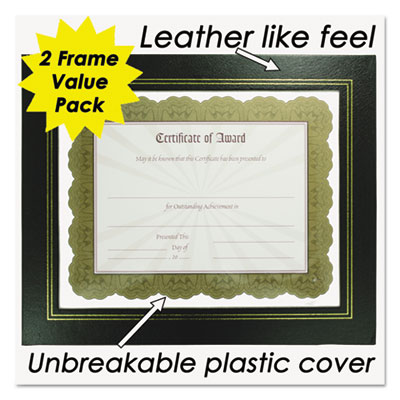 Leather like feel
2 Frame
Value
Pack
Certificate of Award
May it be known that this Certificate has been presented to
for Outstanding Achievement in
Presented This
Day of
, 20
Unbreakable plastic cover